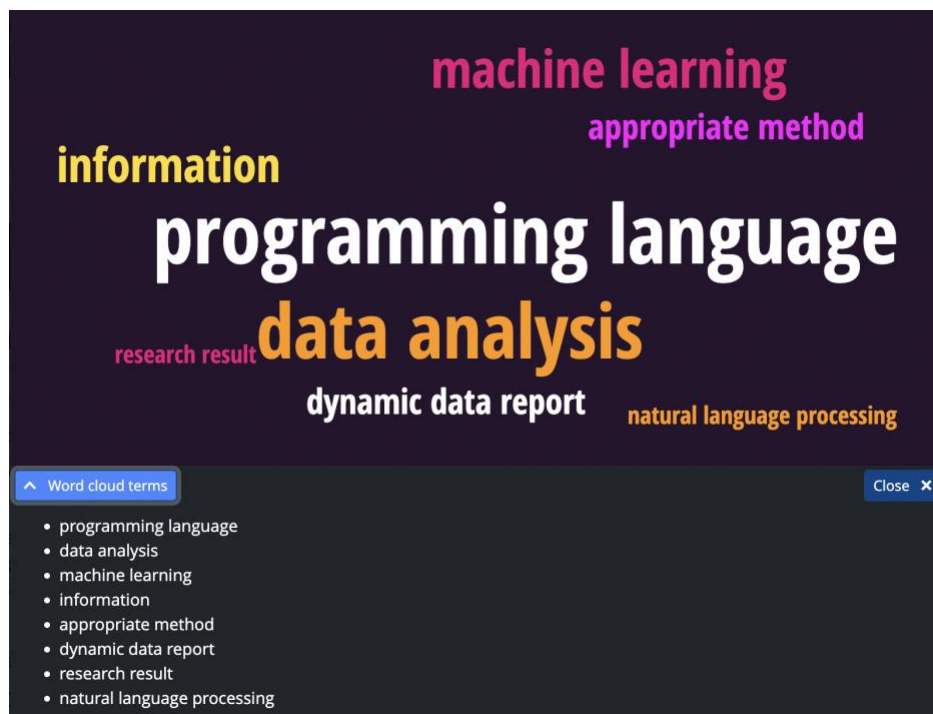 machine learning
appropriate method
information
programming language
data analysis
research result
dynamic data report
natural language processing
Word cloud terms
Close
programming language
data analysis
machine learning
information
appropriate method
dynamic data report
research result
natural language processing